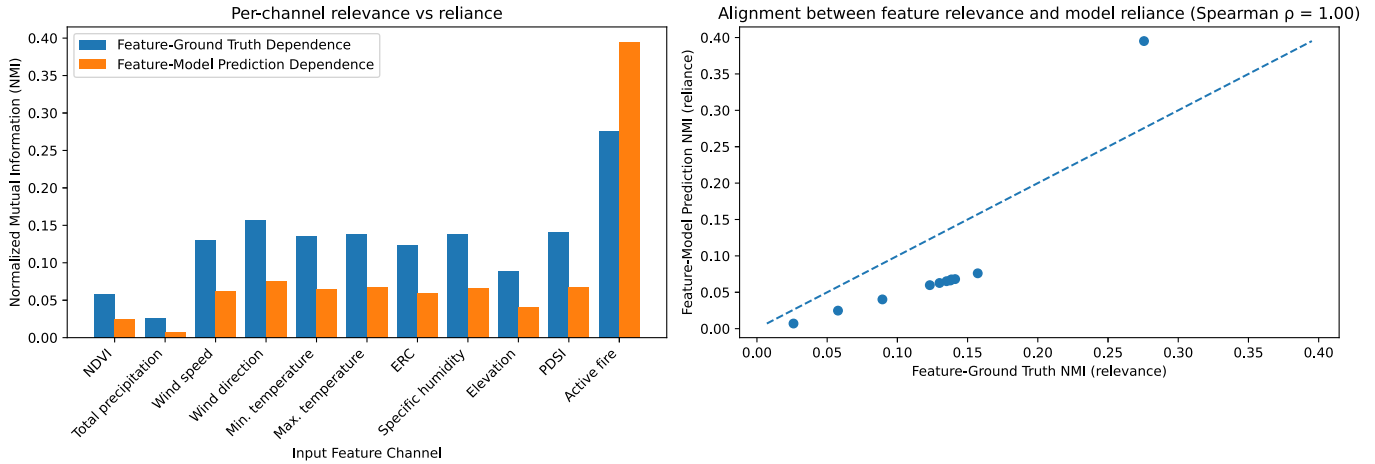 Per-channel relevance vs reliance
Normalized Mutual Information (NMI)
0.40
0.35
0.30
0.25
0.20
0.15
0.10
0.05
0.00
Feature-Ground Truth Dependence
Feature-Model Prediction Dependence
NDVI
Total precipitation
Wind speed
Wind direction
Min. temperature
Max. temperature
ERC
Specific humidity
Elevation
PDSI
Active fire
Input Feature Channel
Alignment between feature relevance and model reliance (Spearman ρ = 1.00)
Feature-Model Prediction NMI (reliance)
0.40
0.35
0.30
0.25
0.20
0.15
0.10
0.05
0.00
0.00 0.05 0.10 0.15 0.20 0.25 0.30 0.35 0.40
Feature-Ground Truth NMI (relevance)